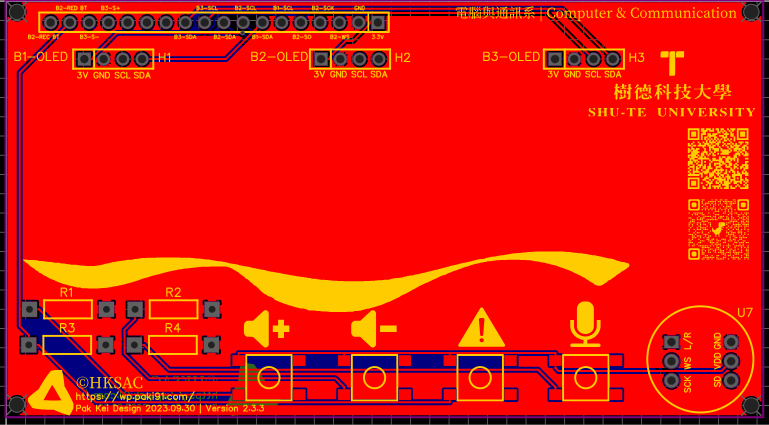 電腦與通訊系 | Computer & Communication
B2-RED BT B3-S+ B3-SCL B2-SCL B1-SCL B2-SCK GND
B2-REC BT B3-S- B3-SDA B2-SDA B1-SDA B2-SD B2-WS 3.3V
B1-OLED H1 B2-OLED H2 B3-OLED H3
3V GND SCL SDA 3V GND SCL SDA 3V GND SCL SDA
樹德科技大學
SHU-TE UNIVERSITY
R1 R2
R3 R4
U7
L/R GND
WS VDD
SCK SD
©HKSAC
https://wp.paki91.com/
Pak Kei Design 2023.09.30 | Version 2.3.3